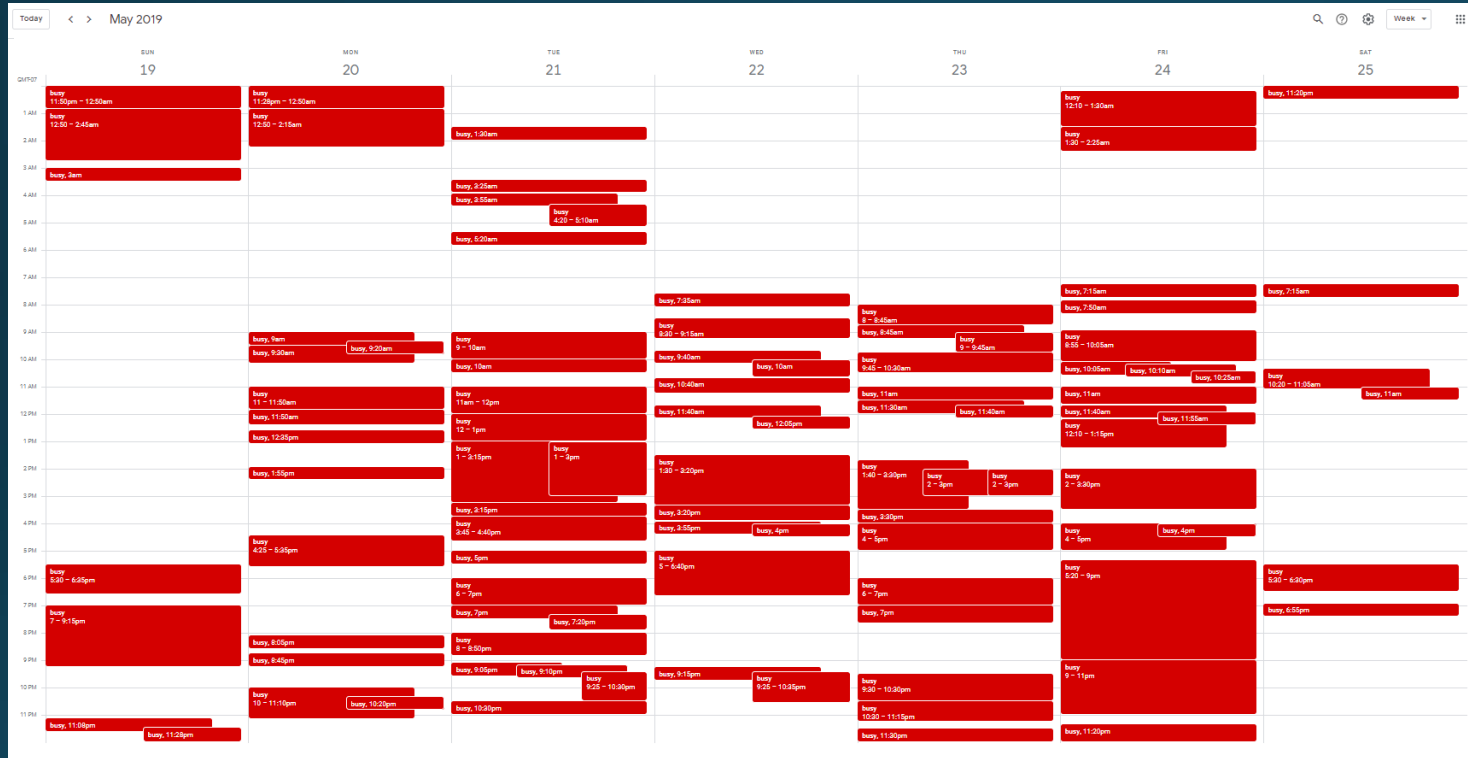 Today
May 2019
Week
SUN
19
MON
20
TUE
21
WED
22
THU
23
FRI
24
SAT
25
GMT-07
1 AM
2 AM
3 AM
4 AM
5 AM
6 AM
7 AM
8 AM
9 AM
10 AM
11 AM
12 PM
1 PM
2 PM
3 PM
4 PM
5 PM
6 PM
7 PM
8 PM
9 PM
10 PM
11 PM
busy
11:50pm – 12:50am
busy
12:50 – 2:45am
busy, 3am
busy
5:30 – 6:35pm
busy
7 – 9:15pm
busy, 11:08pm
busy, 11:28pm
busy
11:28pm – 12:50am
busy
12:50 – 2:15am
busy, 9am
busy, 9:20am
busy, 9:30am
busy
11 – 11:50am
busy, 11:50am
busy, 12:35pm
busy, 1:55pm
busy
4:25 – 5:35pm
busy, 8:05pm
busy, 8:45pm
busy
10 – 11:10pm
busy, 10:20pm
busy, 1:30am
busy, 3:25am
busy, 3:55am
busy
4:20 – 5:10am
busy, 5:20am
busy
9 – 10am
busy, 10am
busy
11am – 12pm
busy
12 – 1pm
busy
1 – 3:15pm
busy
1 – 3pm
busy, 3:15pm
busy
3:45 – 4:40pm
busy, 5pm
busy
6 – 7pm
busy, 7pm
busy, 7:20pm
busy
8 – 8:50pm
busy, 9:05pm
busy, 9:10pm
busy
9:25 – 10:30pm
busy, 10:30pm
busy, 7:35am
busy
8:30 – 9:15am
busy, 9:40am
busy, 10am
busy, 10:40am
busy, 11:40am
busy, 12:05pm
busy
1:30 – 3:20pm
busy, 3:20pm
busy, 3:55pm
busy, 4pm
busy
5 – 6:40pm
busy, 9:15pm
busy
9:25 – 10:35pm
busy
8 – 8:45am
busy, 8:45am
busy
9 – 9:45am
busy
9:45 – 10:30am
busy, 11am
busy, 11:30am
busy, 11:40am
busy
1:40 – 3:30pm
busy
2 – 3pm
busy
2 – 3pm
busy, 3:30pm
busy
4 – 5pm
busy
6 – 7pm
busy, 7pm
busy
9:30 – 10:30pm
busy
10:30 – 11:15pm
busy, 11:30pm
busy
12:10 – 1:30am
busy
1:30 – 2:25am
busy, 7:15am
busy, 7:50am
busy
8:55 – 10:05am
busy, 10:05am
busy, 10:10am
busy, 10:25am
busy, 11am
busy, 11:40am
busy, 11:55am
busy
12:10 – 1:15pm
busy
2 – 3:30pm
busy
4 – 5pm
busy, 4pm
busy
5:20 – 9pm
busy
9 – 11pm
busy, 11:20pm
busy, 11:20pm
busy, 7:15am
busy
10:20 – 11:05am
busy, 11am
busy
5:30 – 6:30pm
busy, 6:55pm